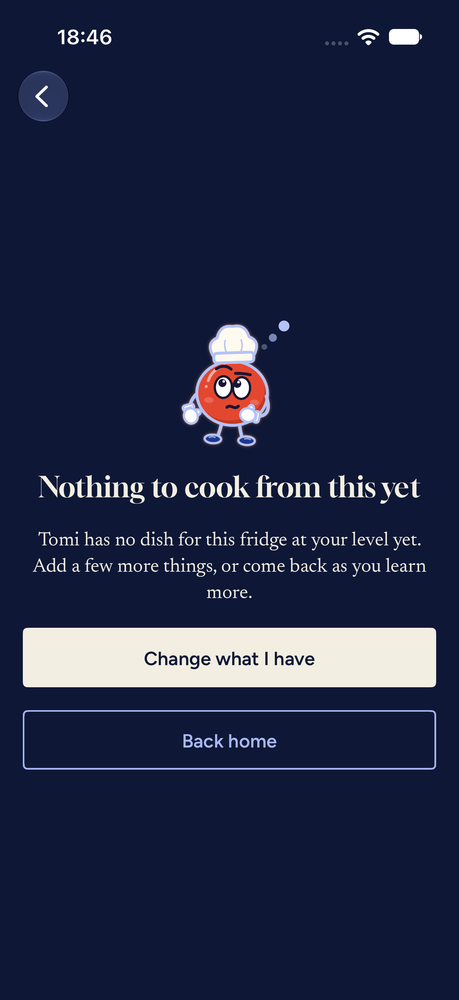 18:46
Nothing to cook from this yet
Tomi has no dish for this fridge at your level yet.
Add a few more things, or come back as you learn
more.
Change what I have
Back home